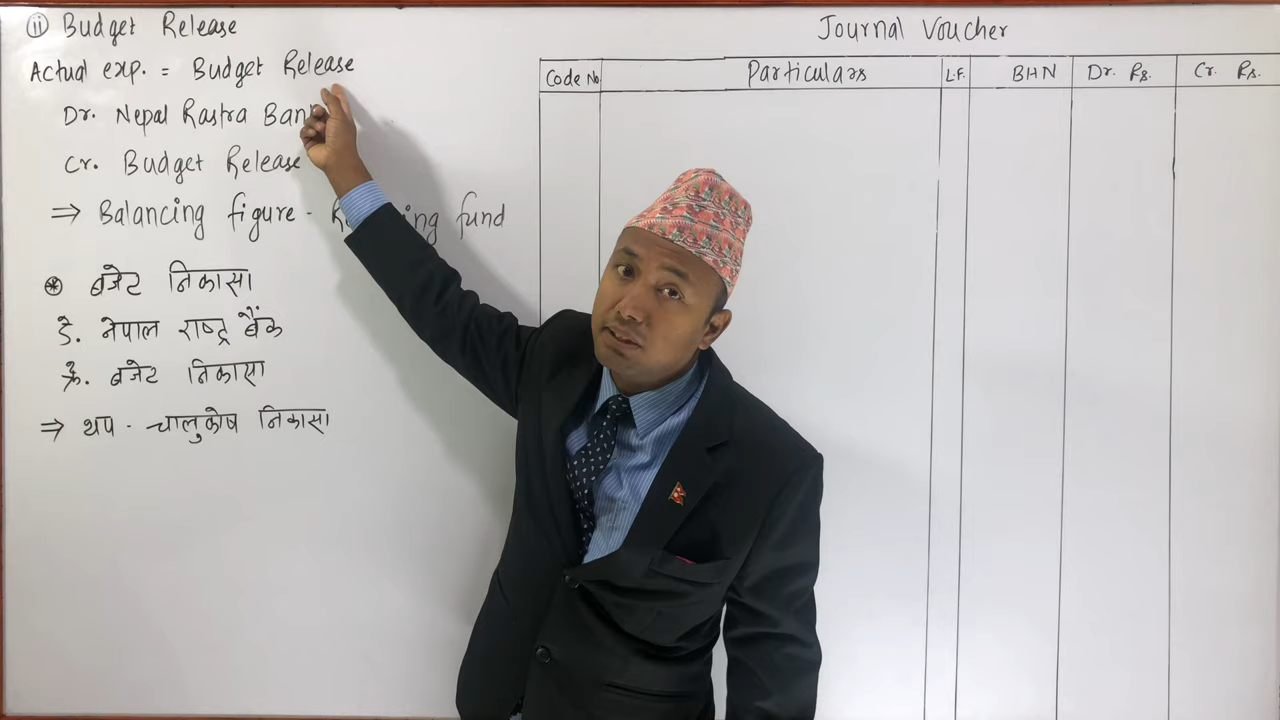 ii Budget Release
Actual exp. = Budget Release
Dr. Nepal Rastra
Cr. Budget Release
⇒ Balancing figure - fund
* बजेट निकासा
डे. नेपाल राष्ट्र बैंक
क्रे. बजेट निकासा
⇒ थप - चालुकोष निकासा
Journal Voucher
Code No. Particulars L.F. BHN Dr. Rs. Cr. Rs.